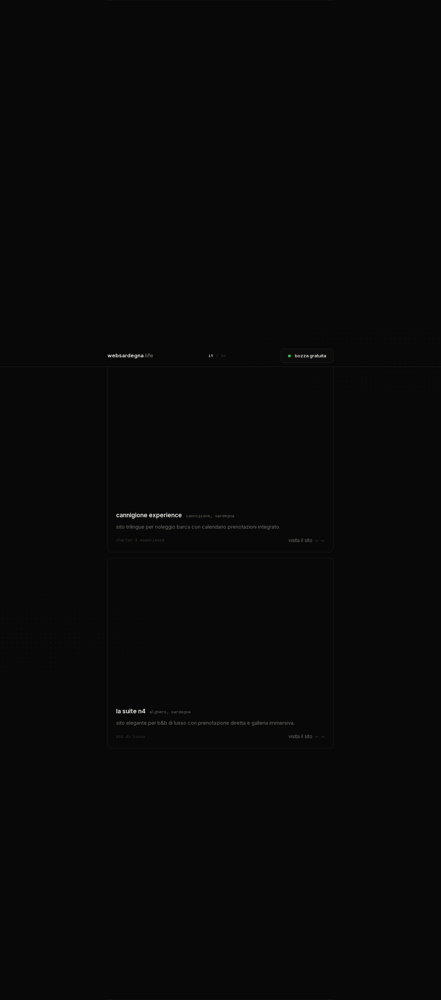 websardegna.life
it / en
bozza gratuita
cannigione experience cannigione, sardegna
sito trilingue per noleggio barca con calendario prenotazioni integrato.
charter & esperienze
visita il sito → →
la suite n4 alghero, sardegna
sito elegante per b&b di lusso con prenotazione diretta e galleria immersiva.
b&b di lusso
visita il sito → →